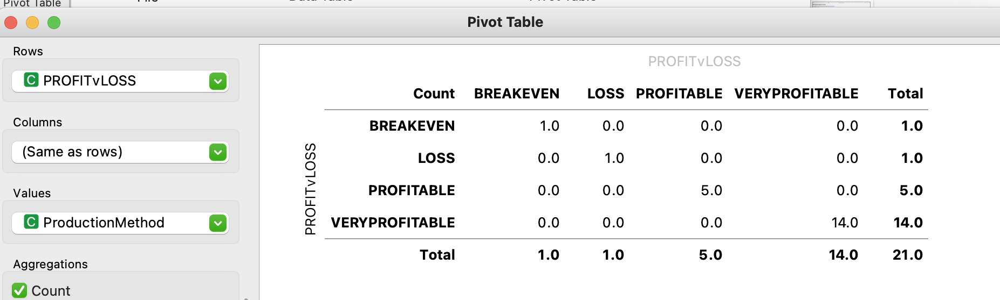 Pivot Table
Pivot Table
Rows
C PROFITvLOSS
Columns
(Same as rows)
Values
C ProductionMethod
Aggregations
Count
PROFITvLOSS
Count BREAKEVEN LOSS PROFITABLE VERYPROFITABLE Total
PROFITvLOSS
BREAKEVEN 1.0 0.0 0.0 0.0 1.0
LOSS 0.0 1.0 0.0 0.0 1.0
PROFITABLE 0.0 0.0 5.0 0.0 5.0
VERYPROFITABLE 0.0 0.0 0.0 14.0 14.0
Total 1.0 1.0 5.0 14.0 21.0